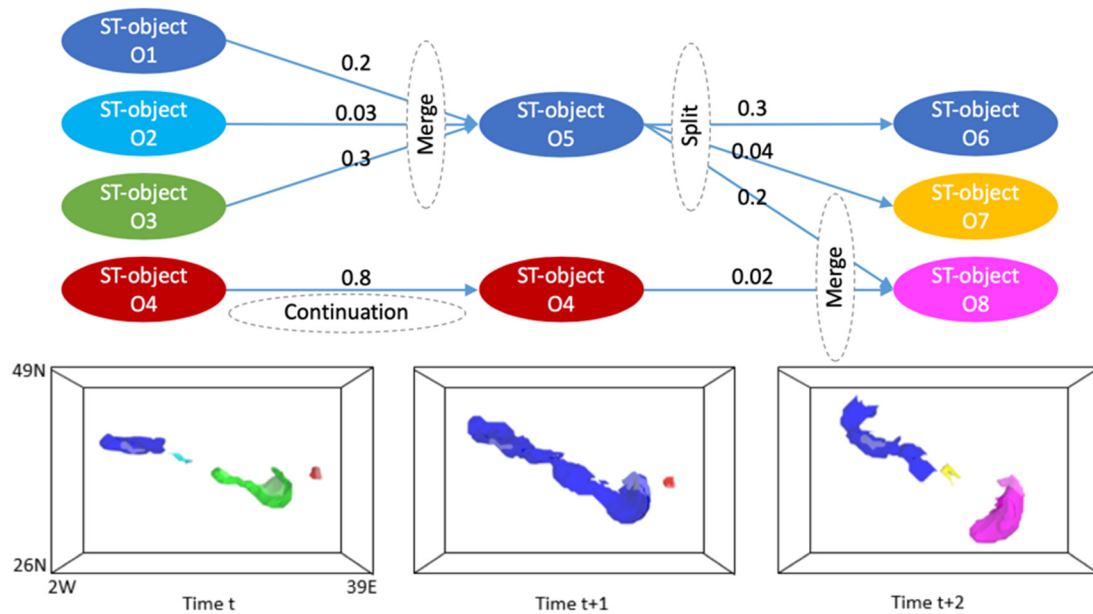 ST-object
O1
0.2
ST-object
O2
0.03
ST-object
O3
0.3
Merge
ST-object
O5
Split
0.3
0.04
0.2
ST-object
O6
ST-object
O7
ST-object
O4
0.8
Continuation
ST-object
O4
0.02
Merge
ST-object
O8
49N
26N
2W
39E
Time t
Time t+1
Time t+2